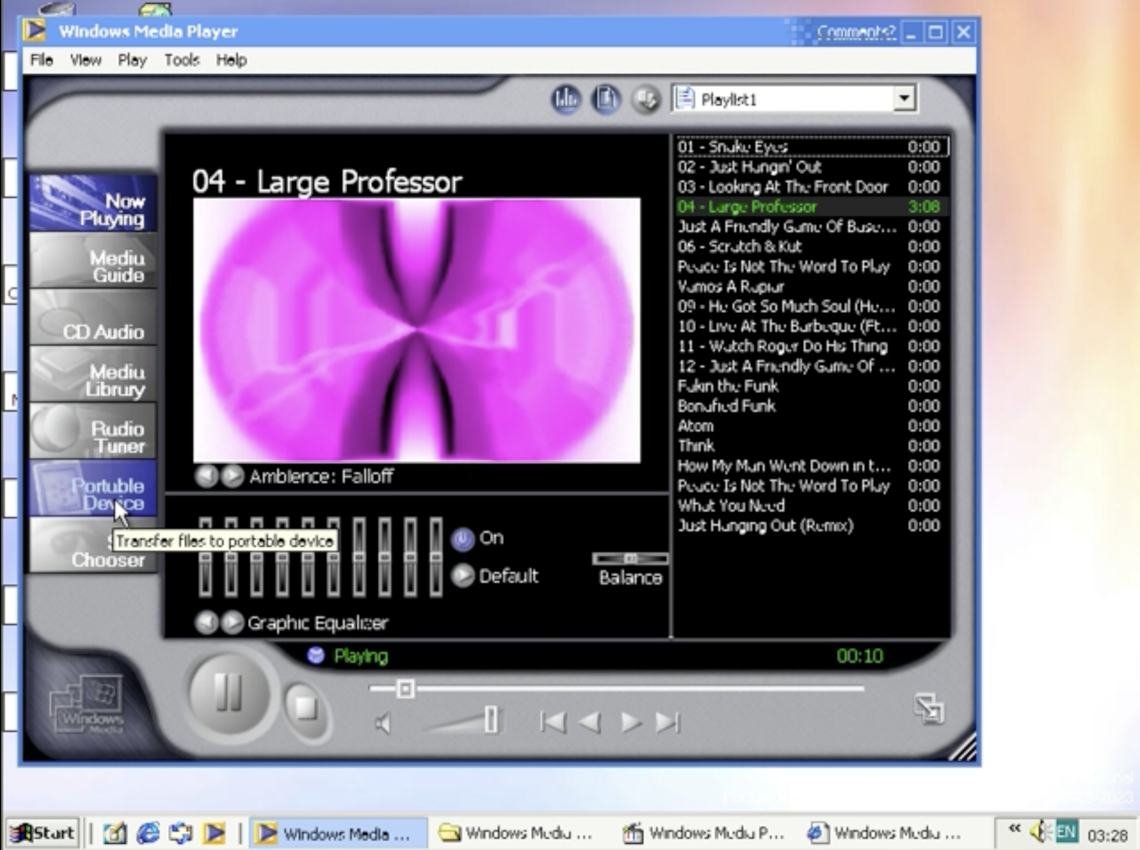 Windows Media Player
Comments?
File View Play Tools Help
Playlist1
04 - Large Professor
Now Playing
Media Guide
CD Audio
Media Library
Radio Tuner
Portable Device
Chooser
Transfer files to portable device
Ambience: Falloff
On
Default
Balance
Graphic Equalizer
01 - Snake Eyes 0:00
02 - Just Hangin' Out 0:00
03 - Looking At The Front Door 0:00
04 - Large Professor 3:08
Just A Friendly Game Of Base... 0:00
06 - Scratch & Kut 0:00
Peace Is Not The Word To Play 0:00
Vamos A Rapiar 0:00
09 - He Got So Much Soul (He... 0:00
10 - Live At The Barbeque (Ft... 0:00
11 - Watch Roger Do His Thing 0:00
12 - Just A Friendly Game Of ... 0:00
Fakin the Funk 0:00
Bonafied Funk 0:00
Atom 0:00
Think 0:00
How My Man Went Down in t... 0:00
Peace Is Not The Word To Play 0:00
What You Need 0:00
Just Hanging Out (Remix) 0:00
Playing 00:10
Windows Media
Start
Windows Media ...
Windows Media ...
Windows Media P...
Windows Media ...
EN
03:28